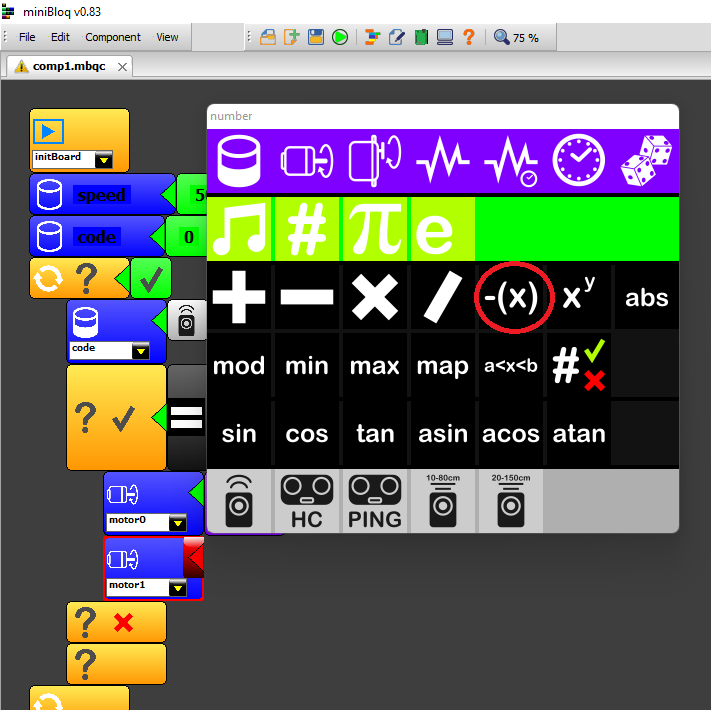 miniBloq v0.83
File Edit Component View 75 %
comp1.mbqc
number
initBoard
speed 5
code 0
# π e
-(x) xʸ abs
code
mod min max map a<x<b #
sin cos tan asin acos atan
10-80cm 20-150cm
HC PING
motor0
motor1